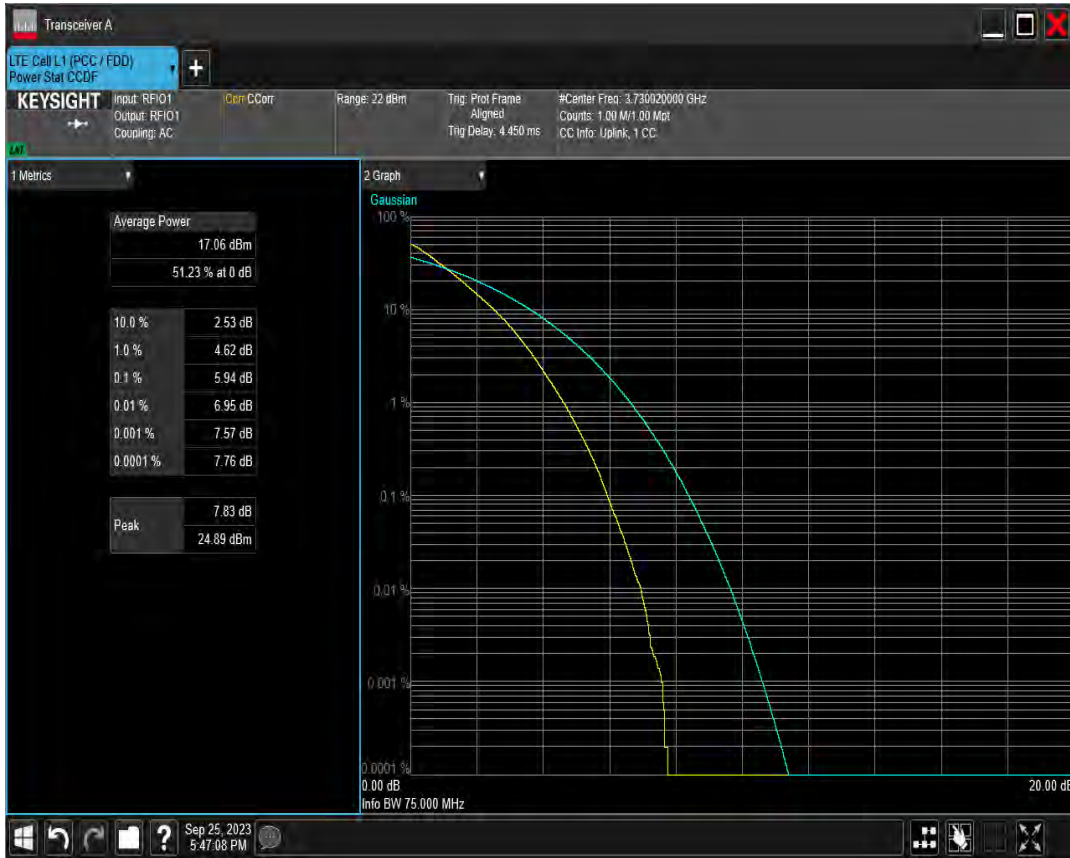 Transceiver A
LTE Cell L1 (PCC / FDD)
Power Stat CCDF
+
KEYSIGHT
Input: RFIO1
Output: RFIO1
Coupling: AC
Corr CCorr
Range: 22 dBm
Trig: Prot Frame
Aligned
Trig Delay: 4.450 ms
#Center Freq: 3.730020000 GHz
Counts: 1.00 M/1.00 Mpt
CC Info: Uplink, 1 CC
1 Metrics
Average Power
17.06 dBm
51.23 % at 0 dB
10.0 % 2.53 dB
1.0 % 4.62 dB
0.1 % 5.94 dB
0.01 % 6.95 dB
0.001 % 7.57 dB
0.0001 % 7.76 dB
Peak 7.83 dB
24.89 dBm
2 Graph
Gaussian
100 %
10 %
1 %
0.1 %
0.01 %
0.001 %
0.0001 %
0.00 dB
20.00 dB
Info BW 75.000 MHz
?
Sep 25, 2023
5:47:08 PM